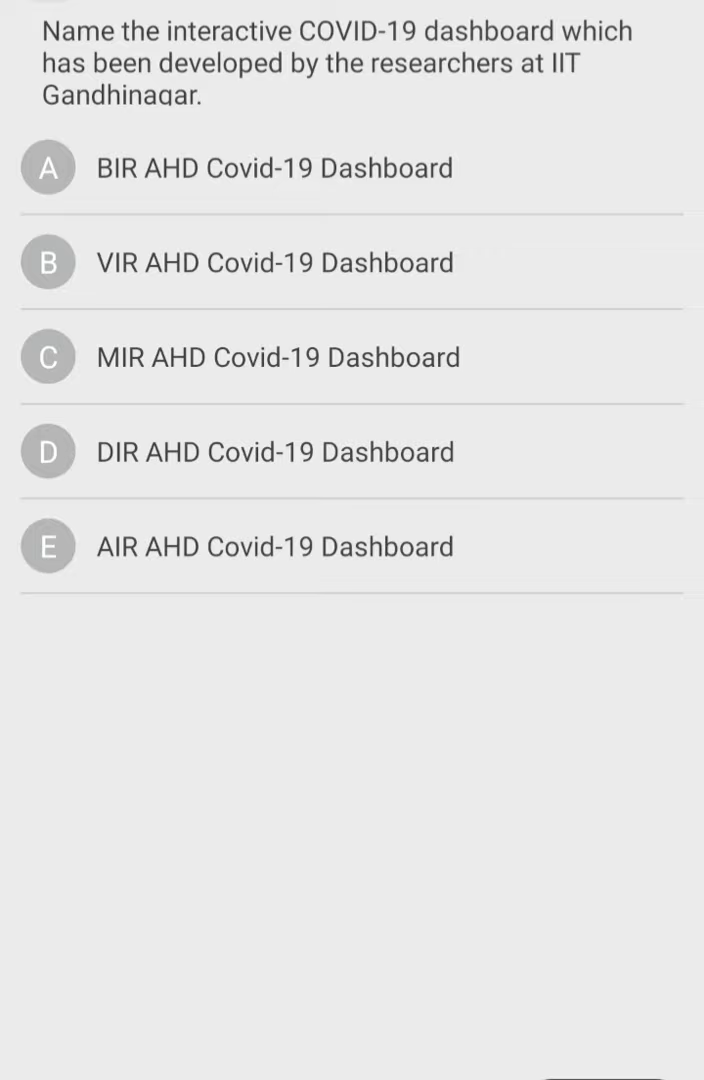 Name the interactive COVID-19 dashboard which
has been developed by the researchers at IIT
Gandhinagar.
A BIR AHD Covid-19 Dashboard
B VIR AHD Covid-19 Dashboard
C MIR AHD Covid-19 Dashboard
D DIR AHD Covid-19 Dashboard
E AIR AHD Covid-19 Dashboard